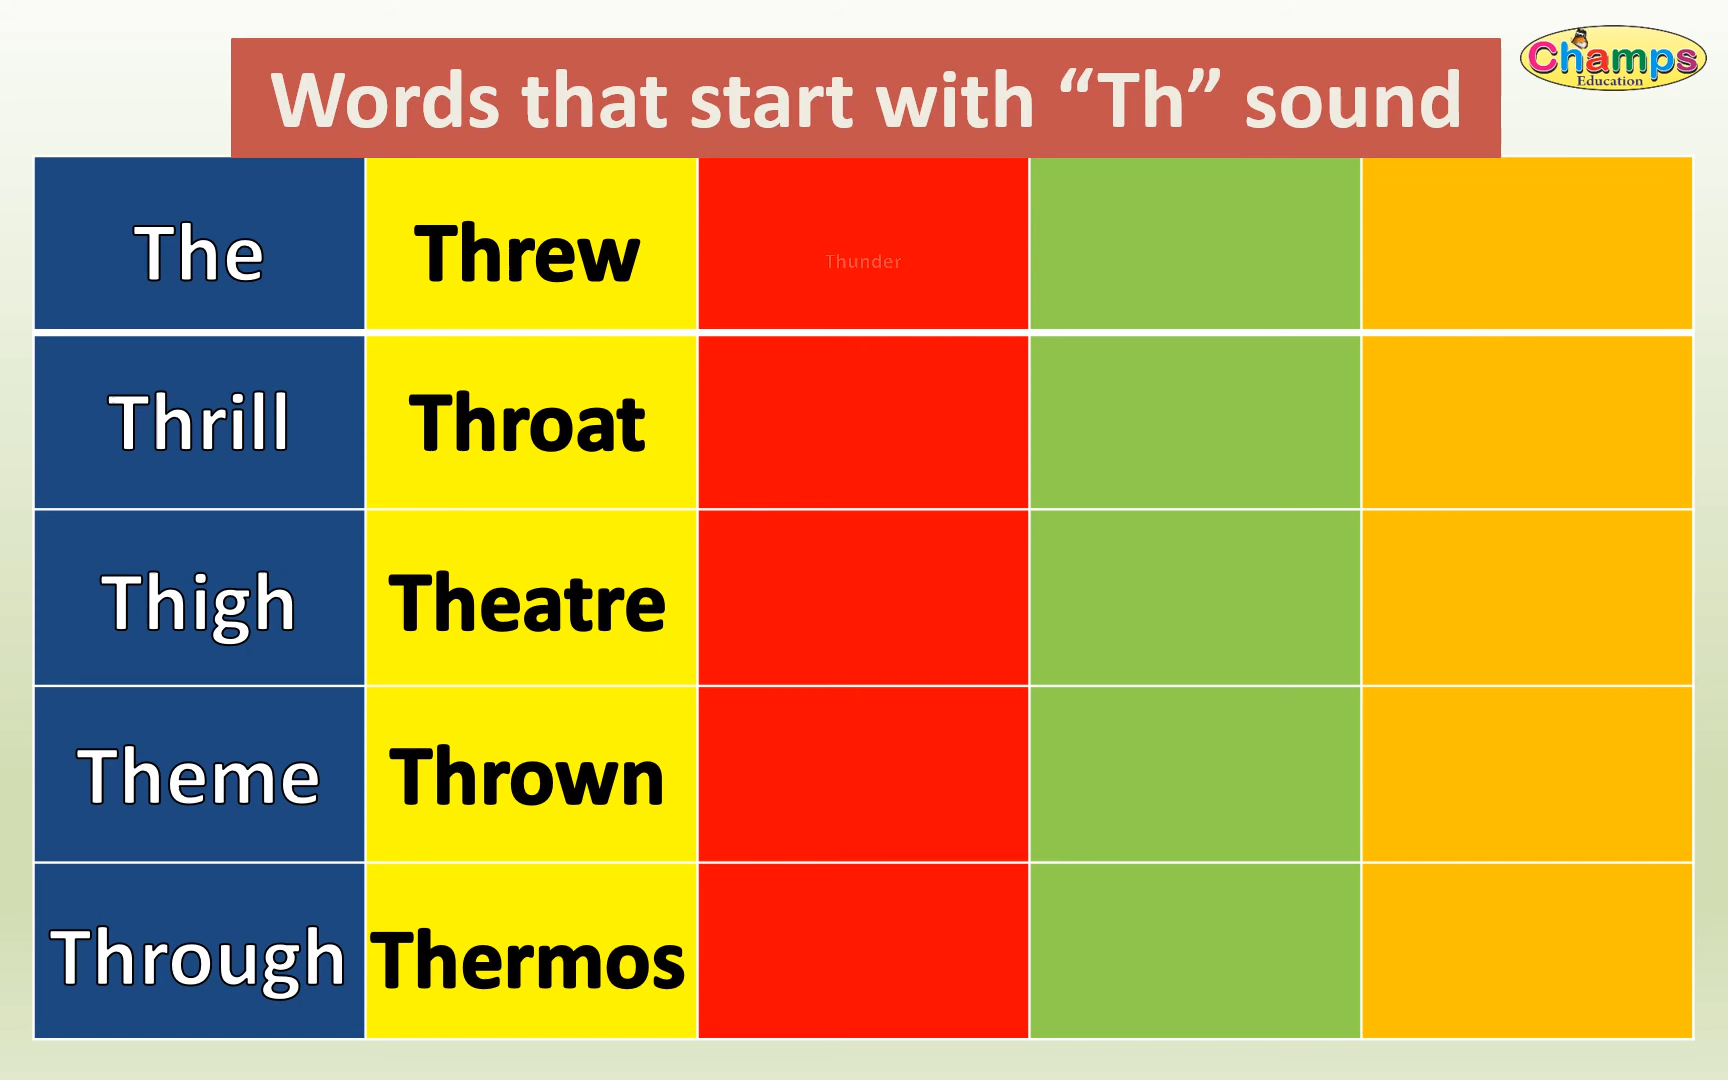 Champs
Education
Words that start with “Th” sound
The Threw Thunder
Thrill Throat
Thigh Theatre
Theme Thrown
Through Thermos